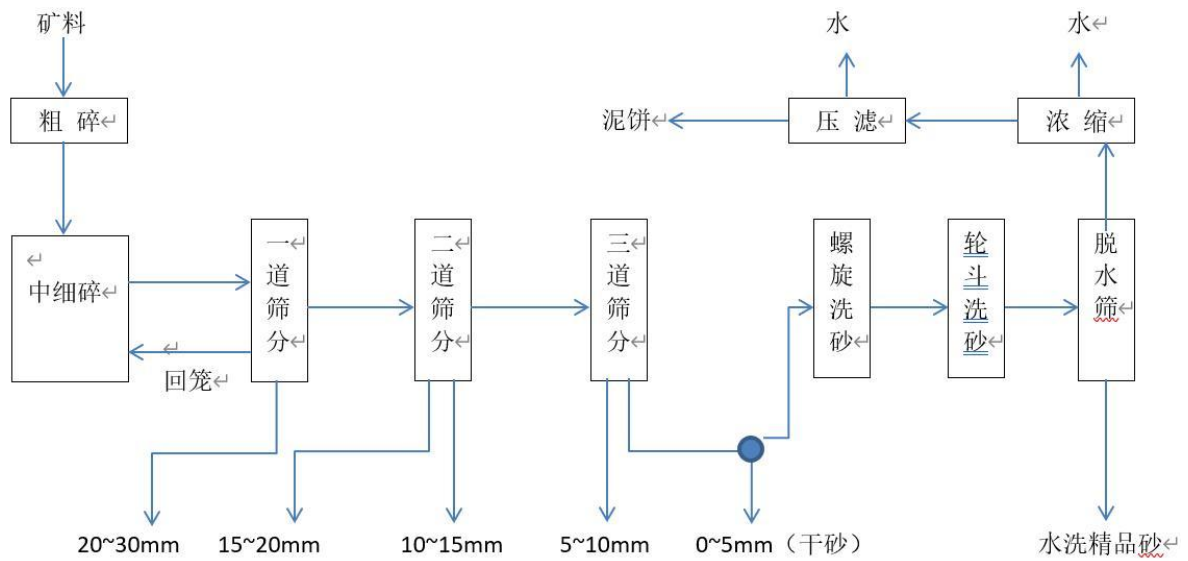 矿料
水
水
粗 碎
泥饼
压 滤
浓 缩
中细碎
一道筛分
二道筛分
三道筛分
螺旋洗砂
轮斗洗砂
脱水筛
回笼
20~30mm
15~20mm
10~15mm
5~10mm
0~5mm（干砂）
水洗精品砂